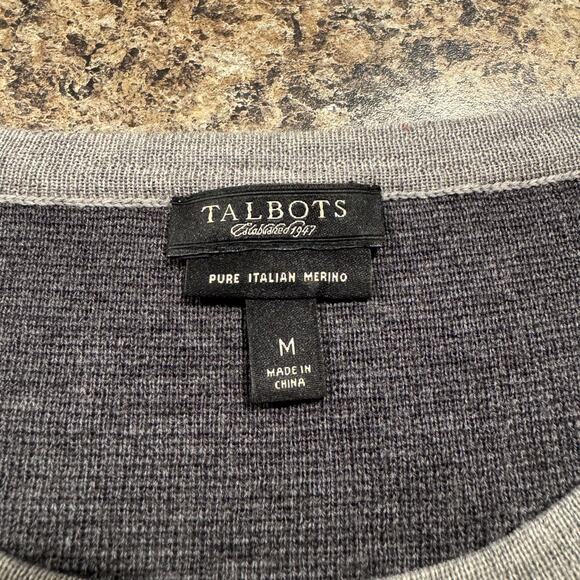 TALBOTS
Established 1947
PURE ITALIAN MERINO
M
MADE IN
CHINA